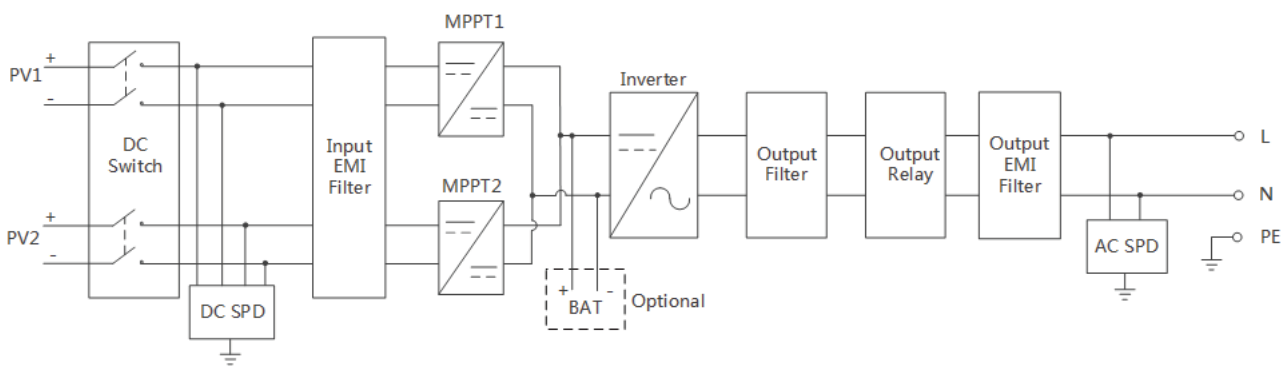 MPPT1
PV1
+
-
DC
Switch
Input
EMI
Filter
Inverter
Output
Filter
Output
Relay
Output
EMI
Filter
L
N
PE
MPPT2
PV2
+
-
DC SPD
+ BAT -
Optional
AC SPD